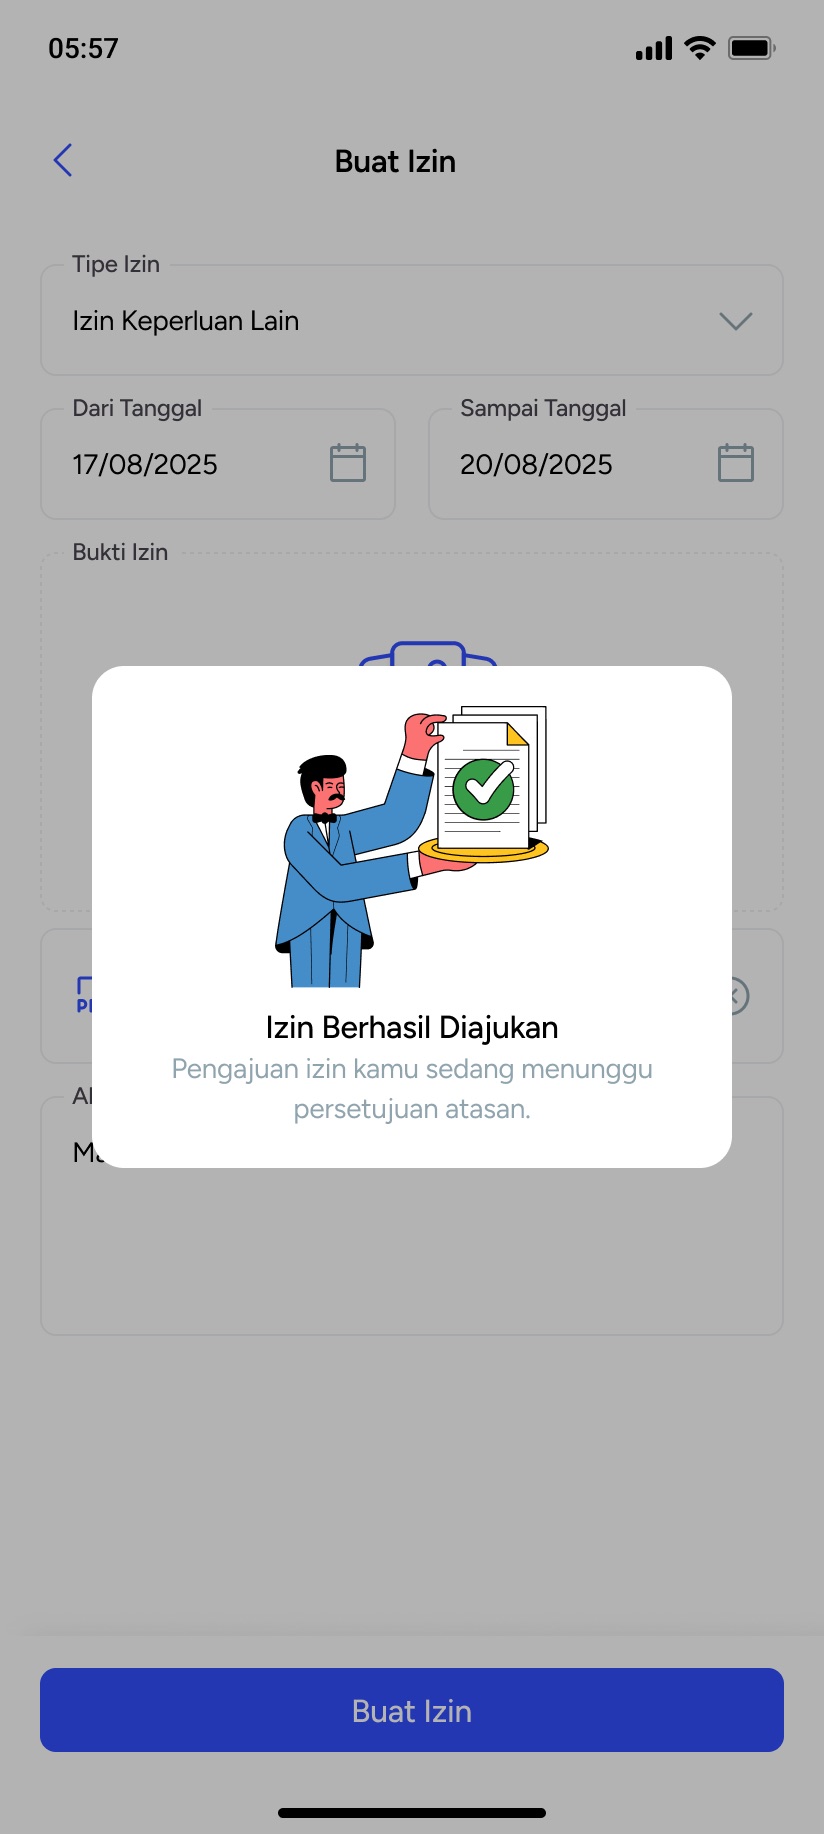 05:57
Buat Izin
Tipe Izin
Izin Keperluan Lain
Dari Tanggal
Sampai Tanggal
17/08/2025
20/08/2025
Bukti Izin
Izin Berhasil Diajukan
Pengajuan izin kamu sedang menunggu
persetujuan atasan.
Buat Izin